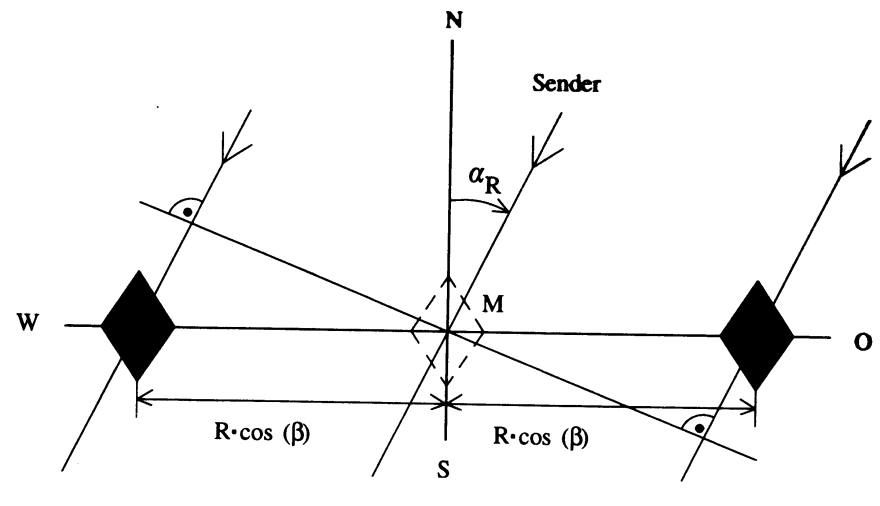 N
Sender
α_R
M
W
O
R·cos (β)
R·cos (β)
S